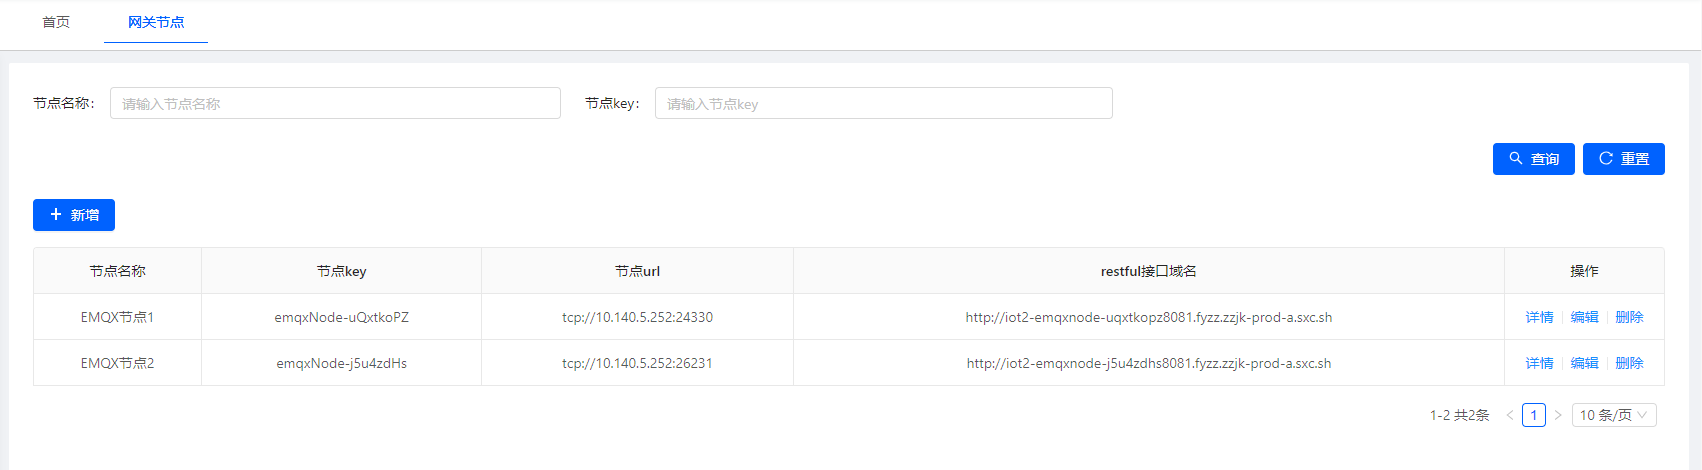 首页 网关节点
节点名称： 请输入节点名称 节点key： 请输入节点key
查询 重置
新增
节点名称 节点key 节点url restful接口域名 操作
EMQX节点1 emqxNode-uQxtkoPZ tcp://10.140.5.252:24330 http://iot2-emqxnode-uqxtkopz8081.fyzz.zzjk-prod-a.sxc.sh 详情 编辑 删除
EMQX节点2 emqxNode-j5u4zdHs tcp://10.140.5.252:26231 http://iot2-emqxnode-j5u4zdhs8081.fyzz.zzjk-prod-a.sxc.sh 详情 编辑 删除
1-2 共2条 1 10 条/页